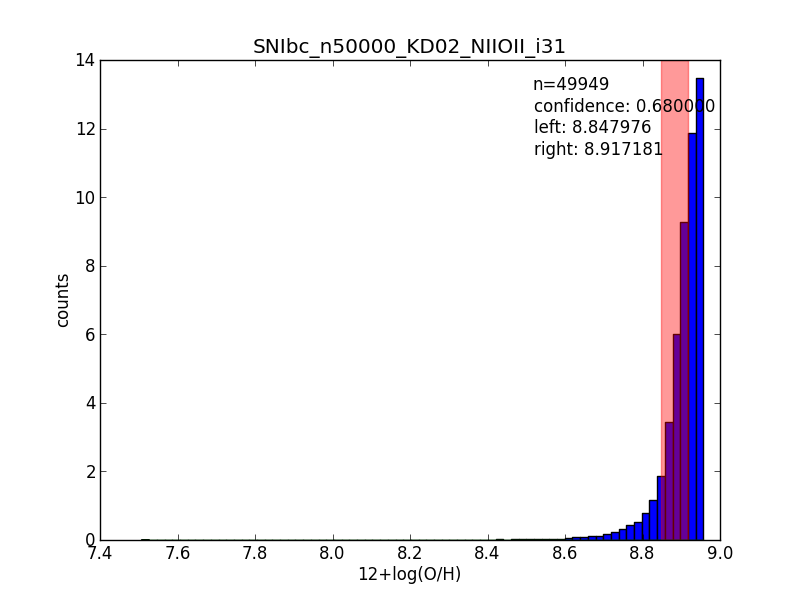 SNIbc_n50000_KD02_NIIOII_i31
n=49949
confidence: 0.680000
left: 8.847976
right: 8.917181
14
12
10
8
6
4
2
0
counts
7.4 7.6 7.8 8.0 8.2 8.4 8.6 8.8 9.0
12+log(O/H)